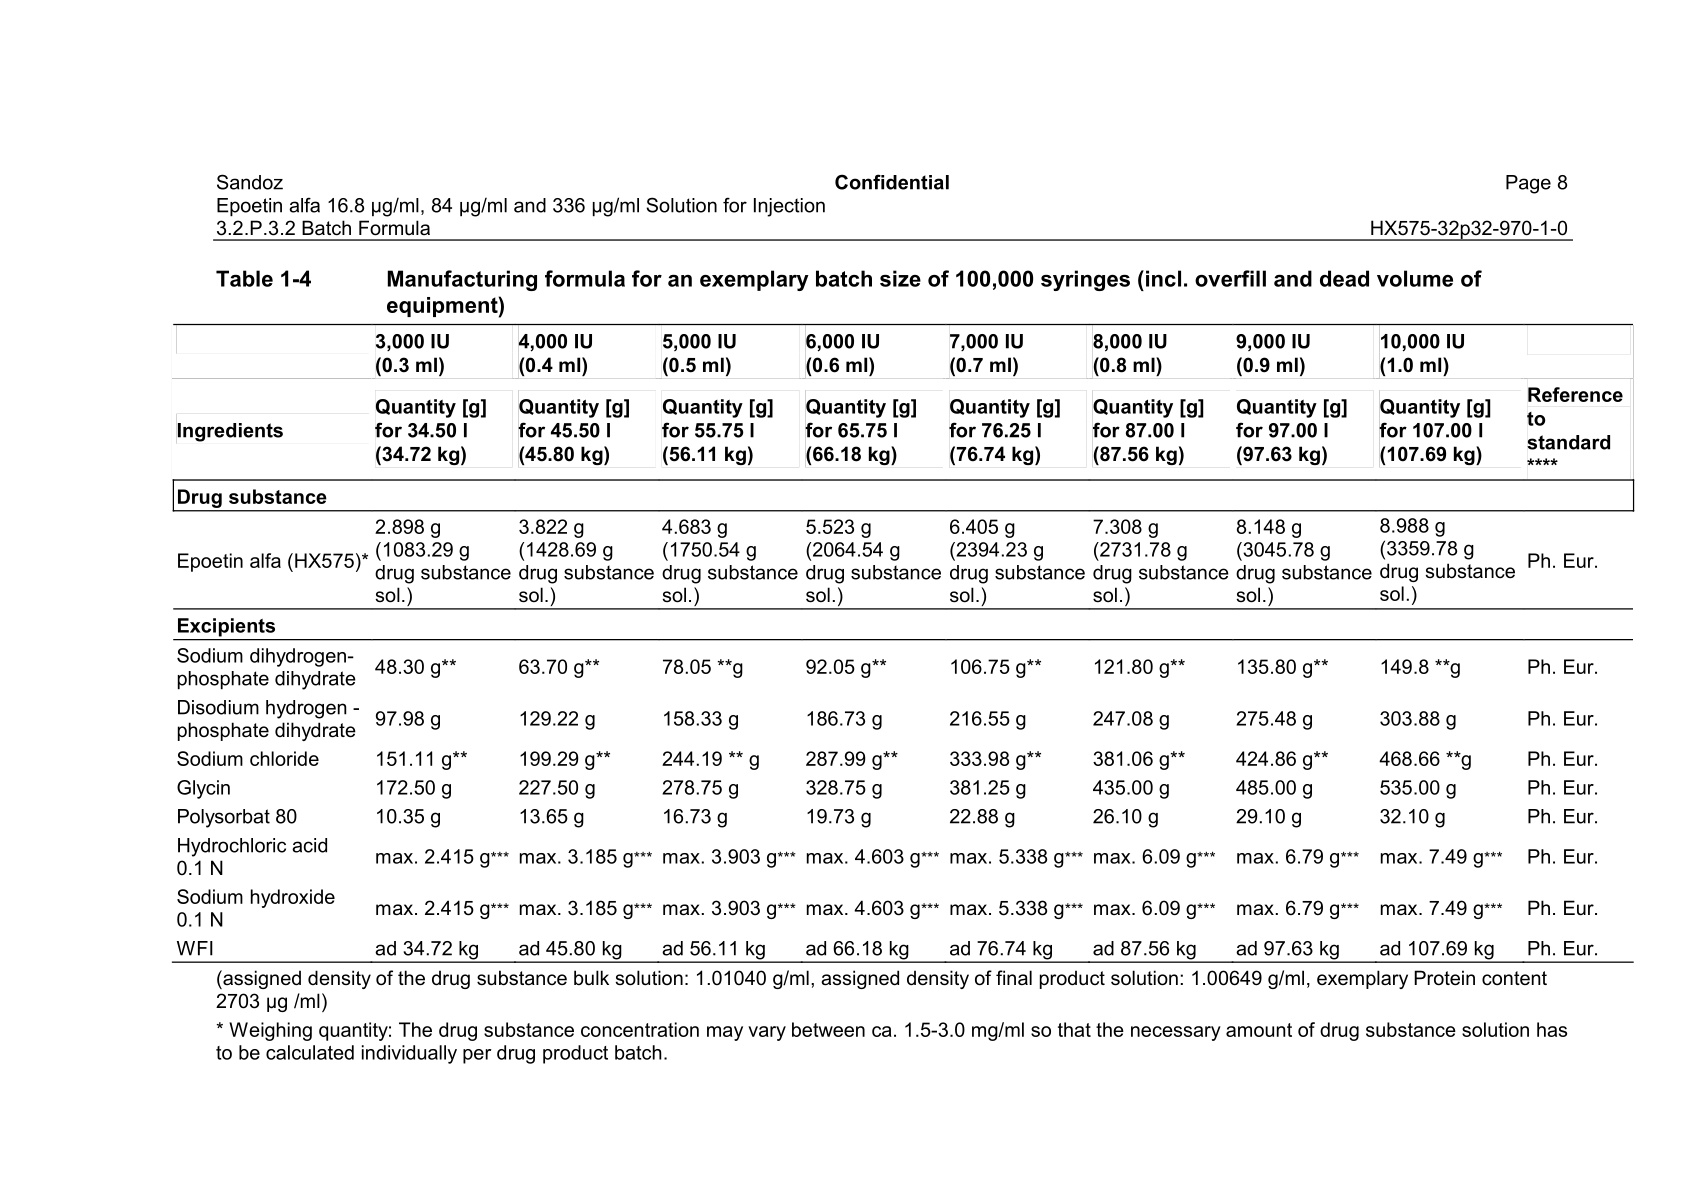 Sandoz Confidential Page 8
Epoetin alfa 16.8 µg/ml, 84 µg/ml and 336 µg/ml Solution for Injection
3.2.P.3.2 Batch Formula HX575-32p32-970-1-0
Table 1-4 Manufacturing formula for an exemplary batch size of 100,000 syringes (incl. overfill and dead volume of
equipment)
3,000 IU 4,000 IU 5,000 IU 6,000 IU 7,000 IU 8,000 IU 9,000 IU 10,000 IU
(0.3 ml) (0.4 ml) (0.5 ml) (0.6 ml) (0.7 ml) (0.8 ml) (0.9 ml) (1.0 ml)
Ingredients
Quantity [g] Quantity [g] Quantity [g] Quantity [g] Quantity [g] Quantity [g] Quantity [g] Quantity [g]
for 34.50 l for 45.50 l for 55.75 l for 65.75 l for 76.25 l for 87.00 l for 97.00 l for 107.00 l
(34.72 kg) (45.80 kg) (56.11 kg) (66.18 kg) (76.74 kg) (87.56 kg) (97.63 kg) (107.69 kg)
Reference
to
standard
****
Drug substance
Epoetin alfa (HX575)*
2.898 g 3.822 g 4.683 g 5.523 g 6.405 g 7.308 g 8.148 g 8.988 g
(1083.29 g (1428.69 g (1750.54 g (2064.54 g (2394.23 g (2731.78 g (3045.78 g (3359.78 g
drug substance drug substance drug substance drug substance drug substance drug substance drug substance drug substance
sol.) sol.) sol.) sol.) sol.) sol.) sol.) sol.)
Ph. Eur.
Excipients
Sodium dihydrogen-
phosphate dihydrate
48.30 g** 63.70 g** 78.05 **g 92.05 g** 106.75 g** 121.80 g** 135.80 g** 149.8 **g Ph. Eur.
Disodium hydrogen -
phosphate dihydrate
97.98 g 129.22 g 158.33 g 186.73 g 216.55 g 247.08 g 275.48 g 303.88 g Ph. Eur.
Sodium chloride 151.11 g** 199.29 g** 244.19 ** g 287.99 g** 333.98 g** 381.06 g** 424.86 g** 468.66 **g Ph. Eur.
Glycin 172.50 g 227.50 g 278.75 g 328.75 g 381.25 g 435.00 g 485.00 g 535.00 g Ph. Eur.
Polysorbat 80 10.35 g 13.65 g 16.73 g 19.73 g 22.88 g 26.10 g 29.10 g 32.10 g Ph. Eur.
Hydrochloric acid
0.1 N
max. 2.415 g*** max. 3.185 g*** max. 3.903 g*** max. 4.603 g*** max. 5.338 g*** max. 6.09 g*** max. 6.79 g*** max. 7.49 g*** Ph. Eur.
Sodium hydroxide
0.1 N
max. 2.415 g*** max. 3.185 g*** max. 3.903 g*** max. 4.603 g*** max. 5.338 g*** max. 6.09 g*** max. 6.79 g*** max. 7.49 g*** Ph. Eur.
WFI ad 34.72 kg ad 45.80 kg ad 56.11 kg ad 66.18 kg ad 76.74 kg ad 87.56 kg ad 97.63 kg ad 107.69 kg Ph. Eur.
(assigned density of the drug substance bulk solution: 1.01040 g/ml, assigned density of final product solution: 1.00649 g/ml, exemplary Protein content
2703 µg /ml)
* Weighing quantity: The drug substance concentration may vary between ca. 1.5-3.0 mg/ml so that the necessary amount of drug substance solution has
to be calculated individually per drug product batch.